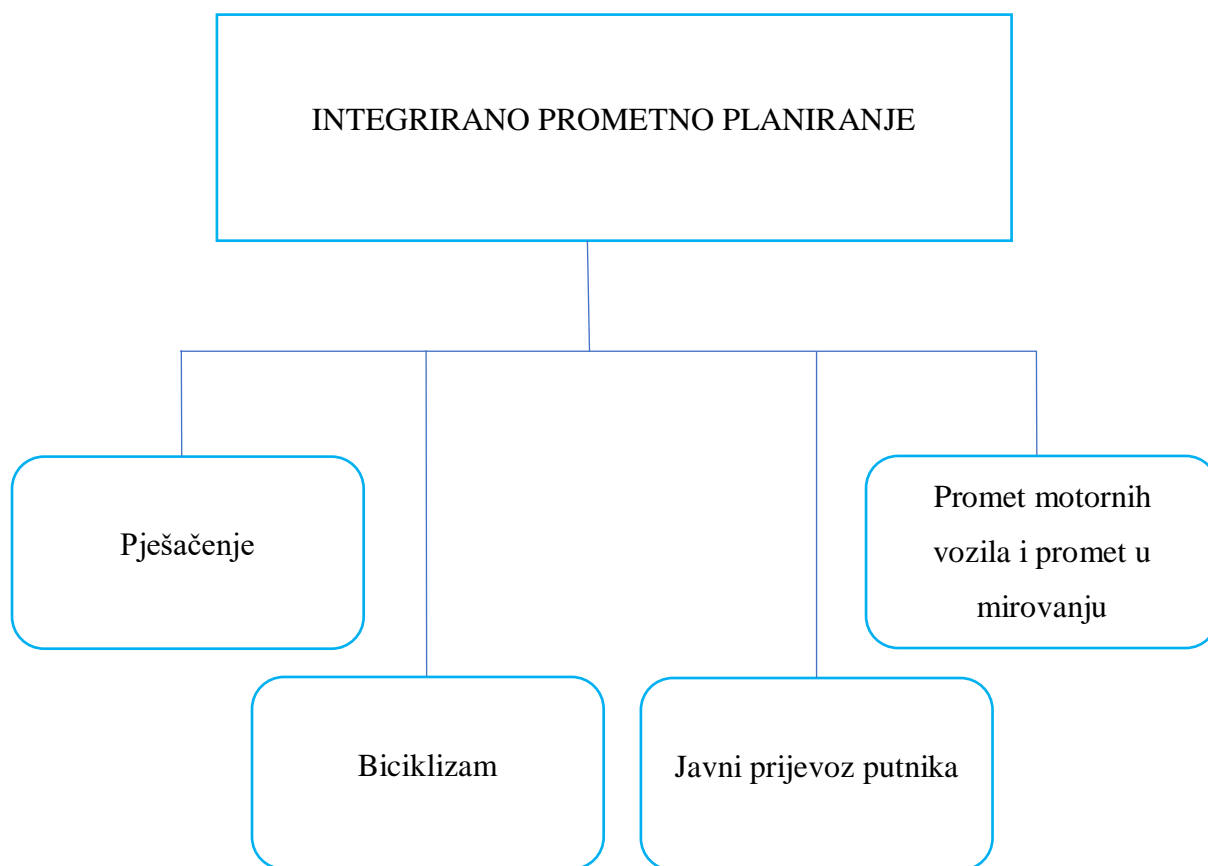 INTEGRIRANO PROMETNO PLANIRANJE
Pješačenje
Promet motornih
vozila i promet u
mirovanju
Biciklizam
Javni prijevoz putnika